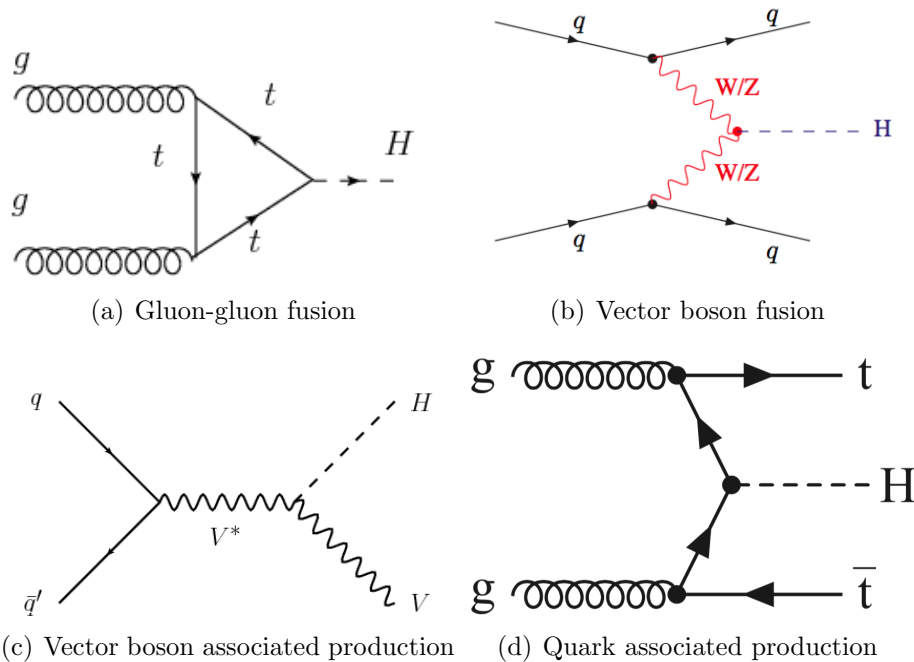 g
t
t
H
g
t
(a) Gluon-gluon fusion
q
q
W/Z
H
W/Z
q
q
(b) Vector boson fusion
q
H
V*
q̄′
V
(c) Vector boson associated production
g
t
H
g
t̄
(d) Quark associated production